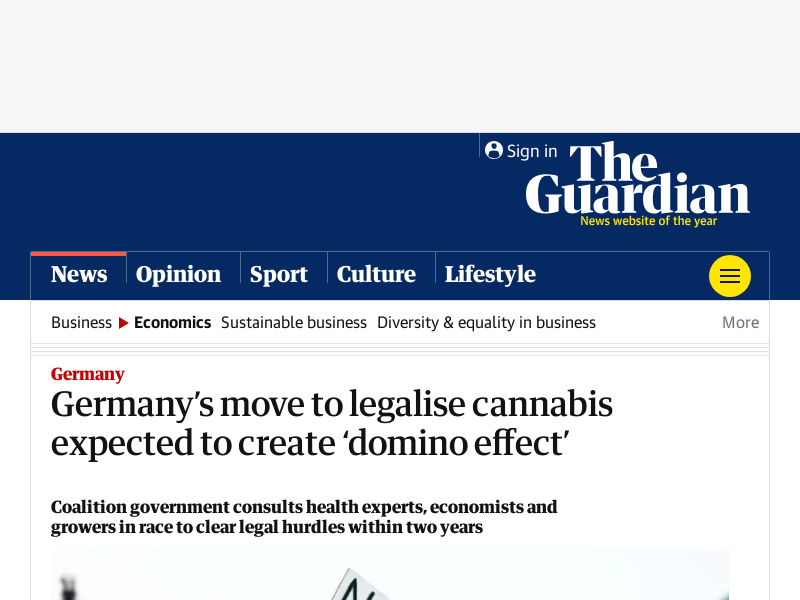 Sign in
The
Guardian
News website of the year
News Opinion Sport Culture Lifestyle
Business Economics Sustainable business Diversity & equality in business More
Germany
Germany’s move to legalise cannabis
expected to create ‘domino effect’
Coalition government consults health experts, economists and
growers in race to clear legal hurdles within two years